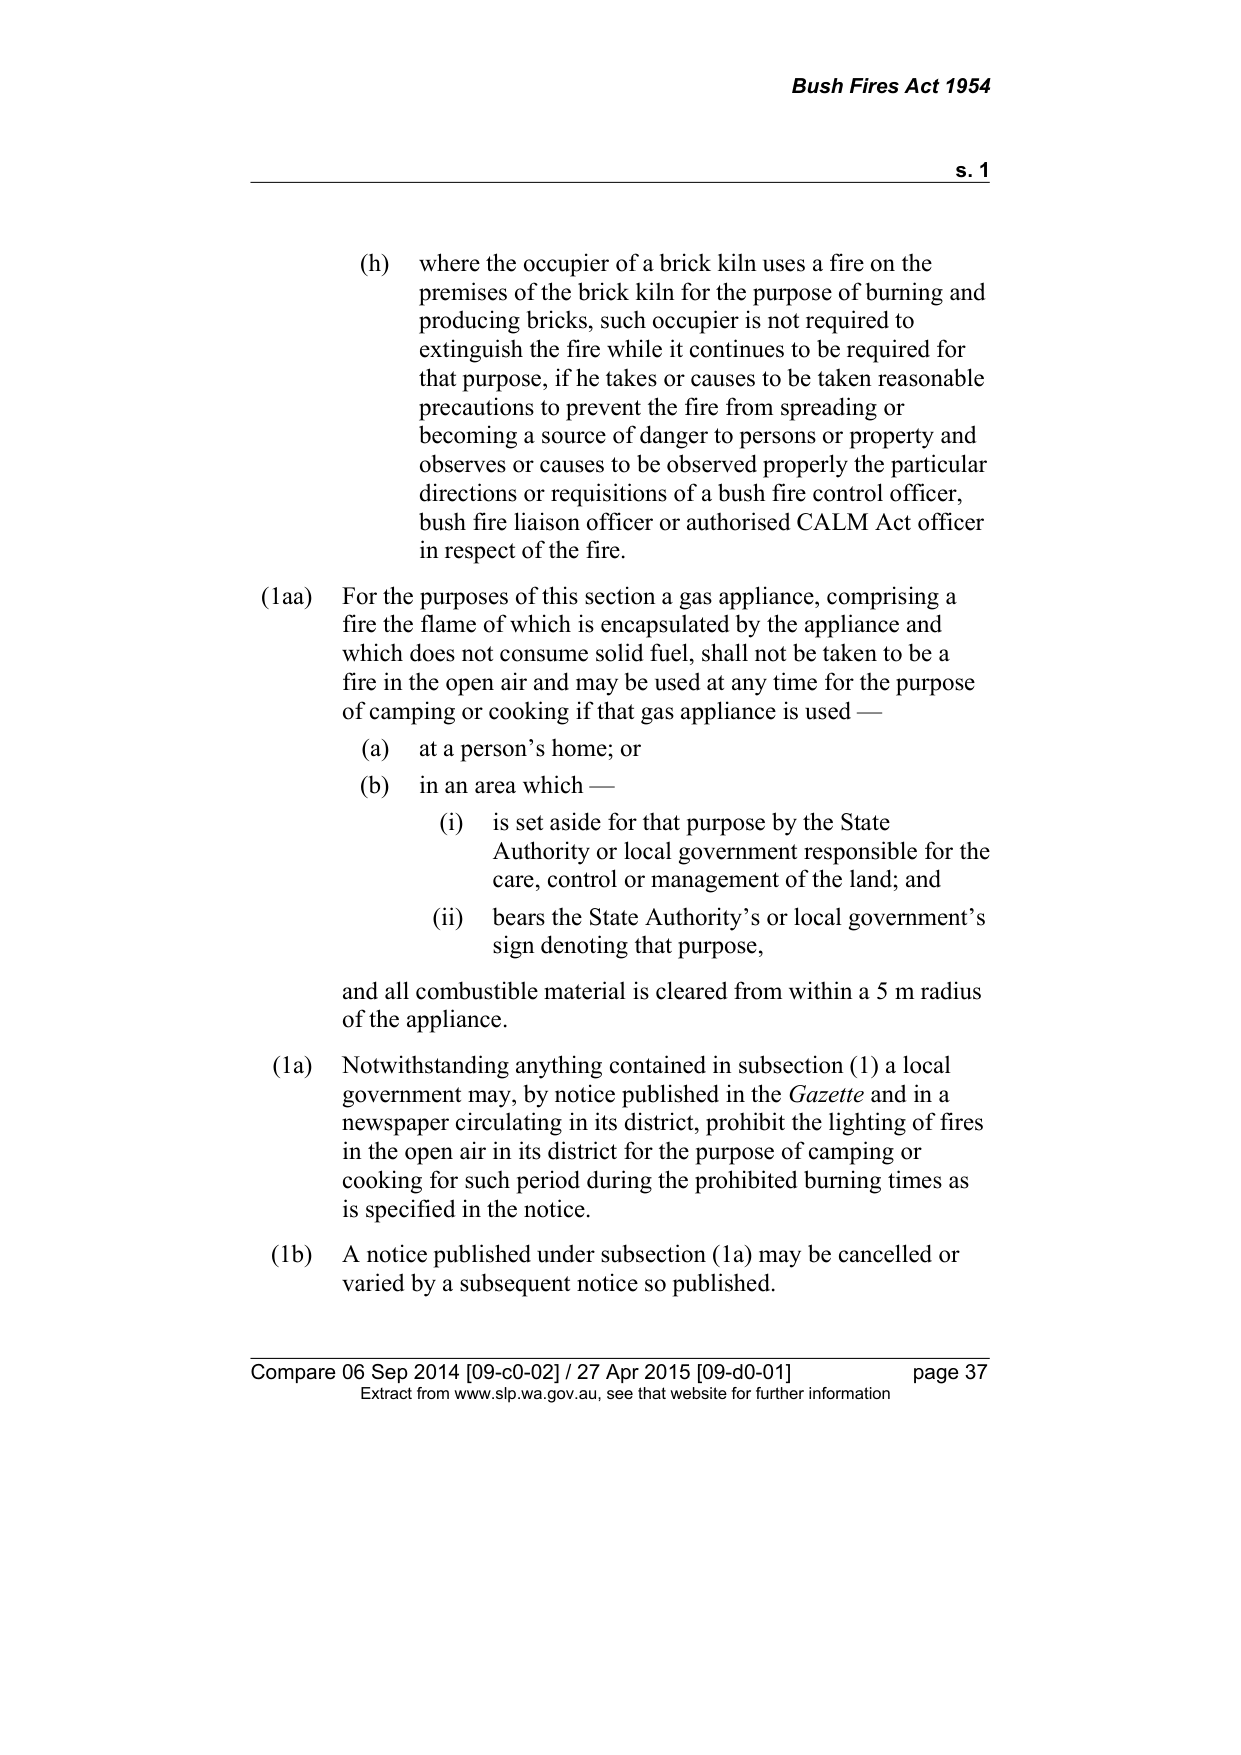 Bush Fires Act 1954
s. 1
(h) where the occupier of a brick kiln uses a fire on the
premises of the brick kiln for the purpose of burning and
producing bricks, such occupier is not required to
extinguish the fire while it continues to be required for
that purpose, if he takes or causes to be taken reasonable
precautions to prevent the fire from spreading or
becoming a source of danger to persons or property and
observes or causes to be observed properly the particular
directions or requisitions of a bush fire control officer,
bush fire liaison officer or authorised CALM Act officer
in respect of the fire.
(1aa) For the purposes of this section a gas appliance, comprising a
fire the flame of which is encapsulated by the appliance and
which does not consume solid fuel, shall not be taken to be a
fire in the open air and may be used at any time for the purpose
of camping or cooking if that gas appliance is used —
(a) at a person’s home; or
(b) in an area which —
(i) is set aside for that purpose by the State
Authority or local government responsible for the
care, control or management of the land; and
(ii) bears the State Authority’s or local government’s
sign denoting that purpose,
and all combustible material is cleared from within a 5 m radius
of the appliance.
(1a) Notwithstanding anything contained in subsection (1) a local
government may, by notice published in the Gazette and in a
newspaper circulating in its district, prohibit the lighting of fires
in the open air in its district for the purpose of camping or
cooking for such period during the prohibited burning times as
is specified in the notice.
(1b) A notice published under subsection (1a) may be cancelled or
varied by a subsequent notice so published.
Compare 06 Sep 2014 [09-c0-02] / 27 Apr 2015 [09-d0-01] page 37
Extract from www.slp.wa.gov.au, see that website for further information